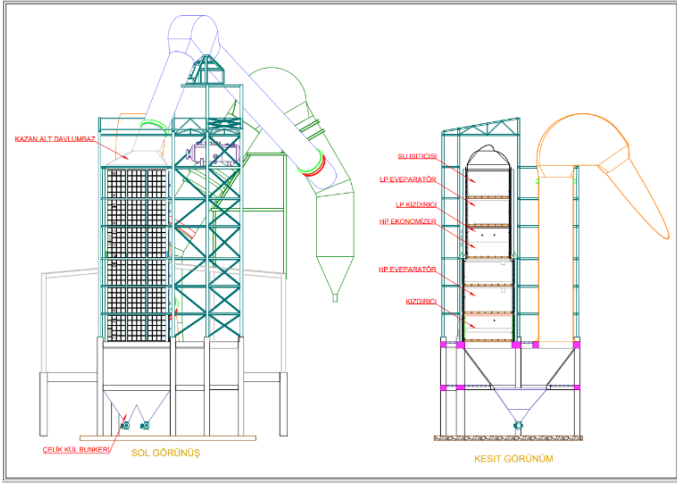 KAZAN ALT DAVLUMBAZ
ÇELİK KÜL BUNKERİ
SOL GÖRÜNÜŞ
SU ISITICISI
LP EVEPARATÖR
LP KIZDIRICI
HP EKONOMİZER
HP EVEPARATÖR
KIZDIRICI
KESIT GÖRÜNÜM